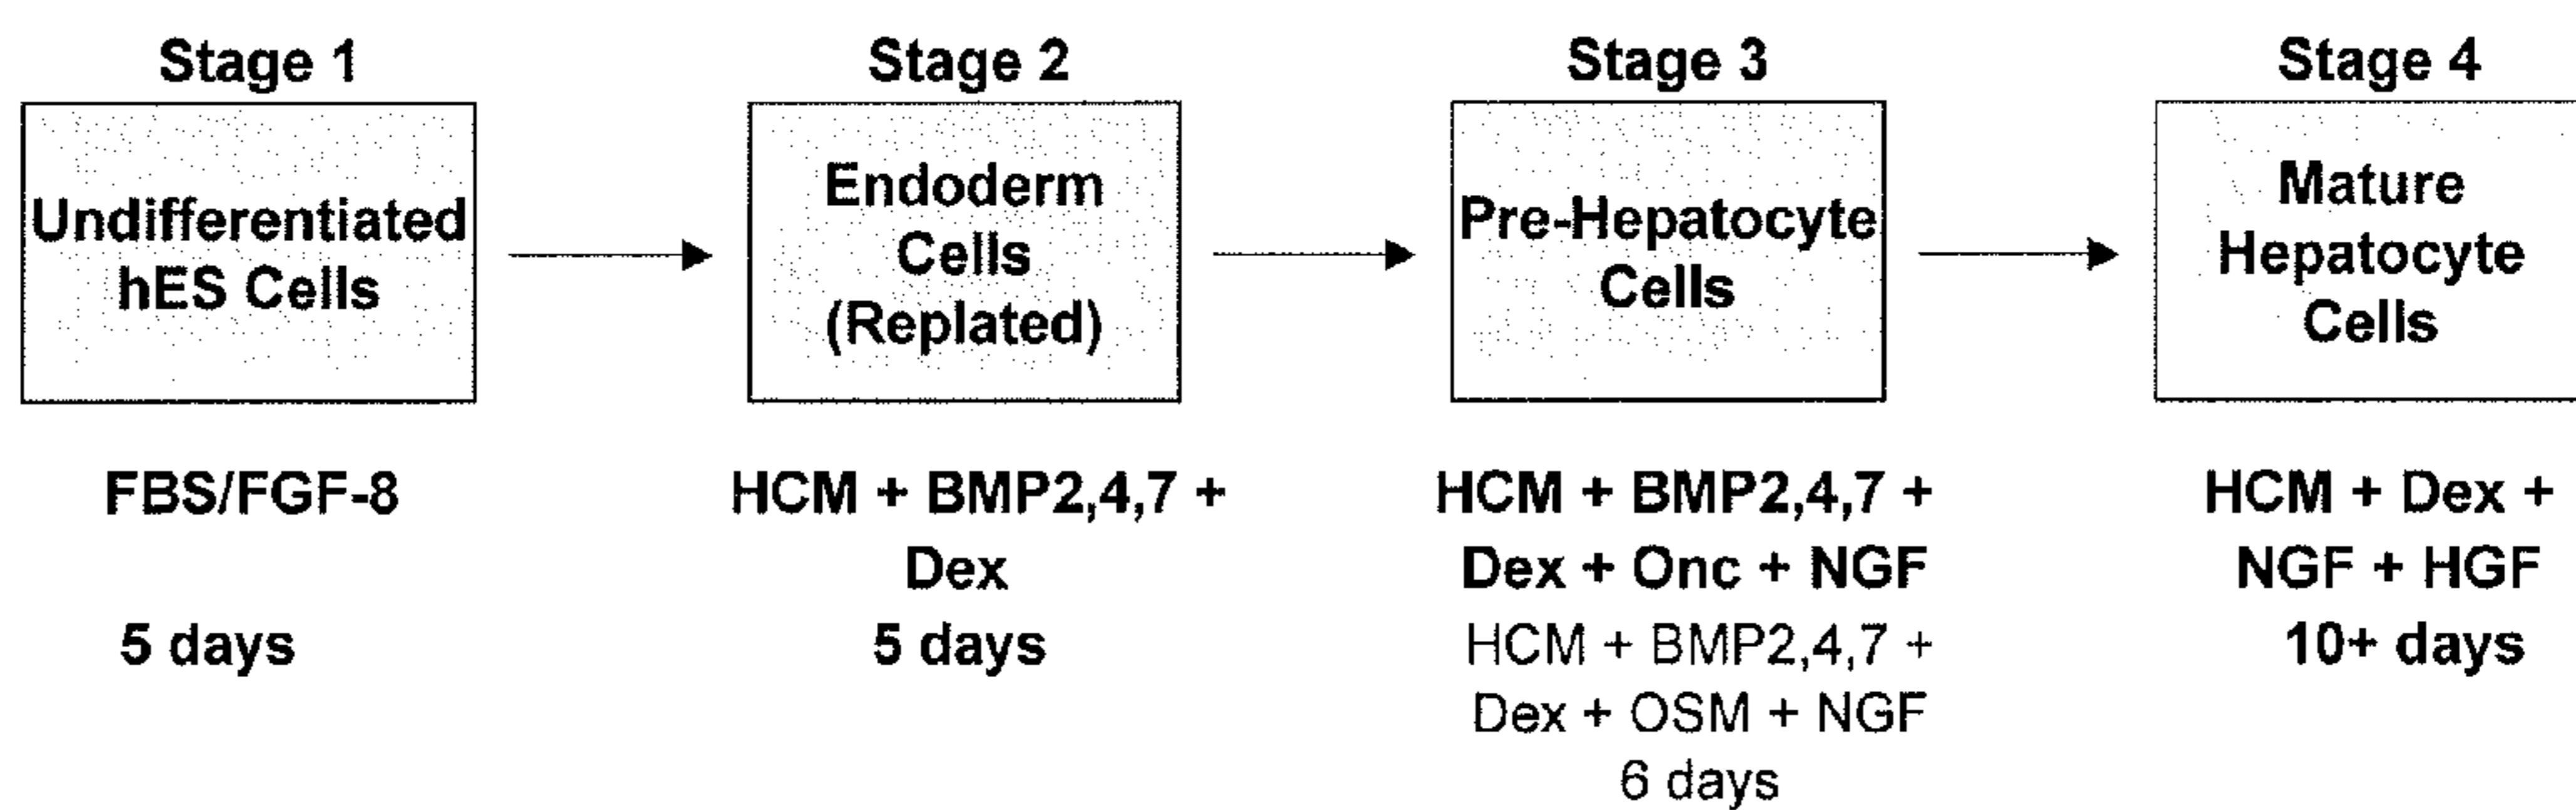 Stage 1
Undifferentiated
hES Cells
FBS/FGF-8
5 days
Stage 2
Endoderm
Cells
(Replated)
HCM + BMP2,4,7 +
Dex
5 days
Stage 3
Pre-Hepatocyte
Cells
HCM + BMP2,4,7 +
Dex + Onc + NGF
HCM + BMP2,4,7 +
Dex + OSM + NGF
6 days
Stage 4
Mature
Hepatocyte
Cells
HCM + Dex +
NGF + HGF
10+ days